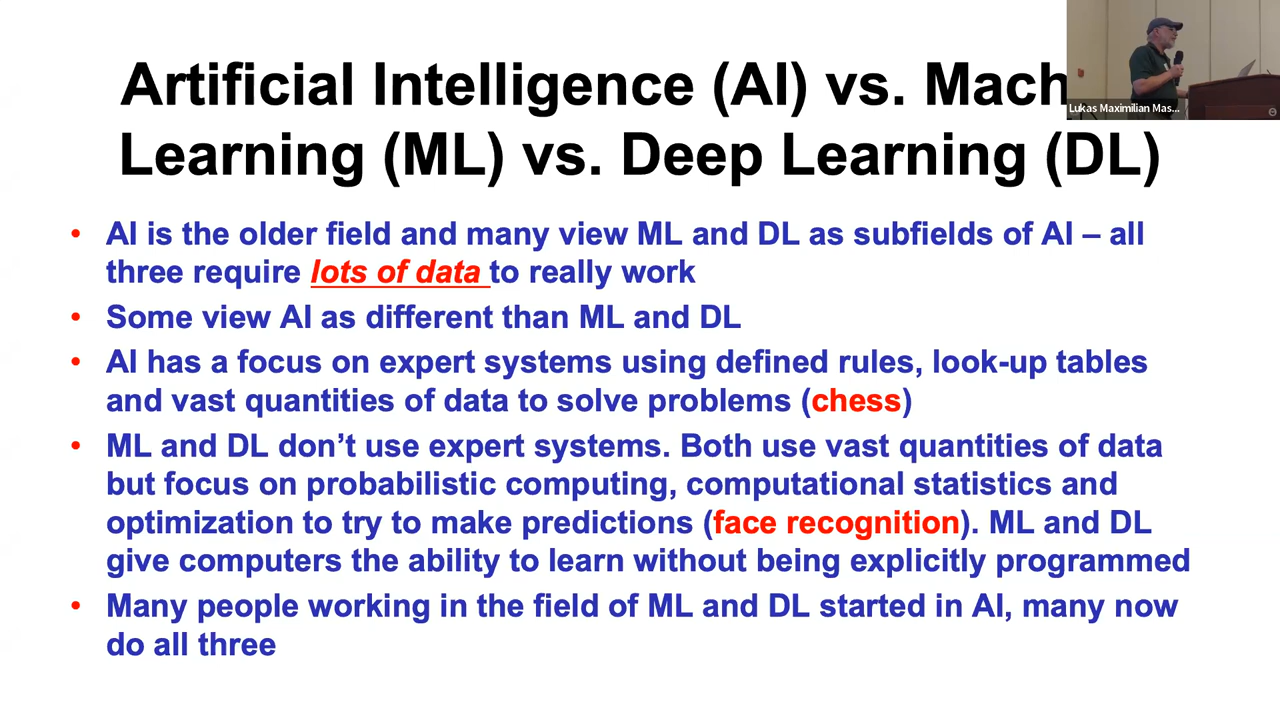 Artificial Intelligence (AI) vs. Mach
Learning (ML) vs. Deep Learning (DL)
Lukas Maximilian Mas...
• AI is the older field and many view ML and DL as subfields of AI – all
three require lots of data to really work
• Some view AI as different than ML and DL
• AI has a focus on expert systems using defined rules, look-up tables
and vast quantities of data to solve problems (chess)
• ML and DL don’t use expert systems. Both use vast quantities of data
but focus on probabilistic computing, computational statistics and
optimization to try to make predictions (face recognition). ML and DL
give computers the ability to learn without being explicitly programmed
• Many people working in the field of ML and DL started in AI, many now
do all three